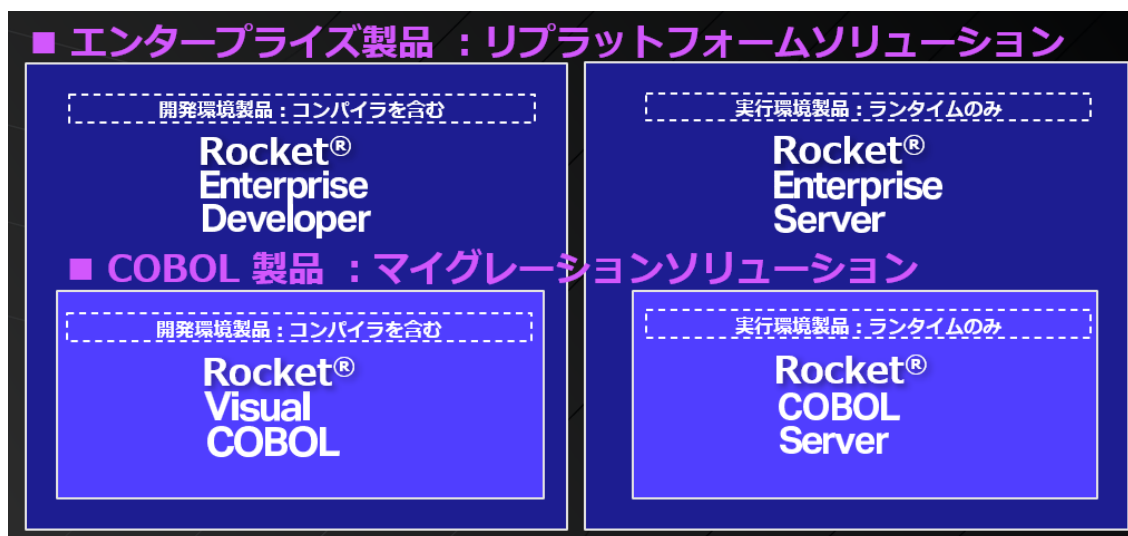 ■ エンタープライズ製品 ：リプラットフォームソリューション
開発環境製品：コンパイラを含む
Rocket®
Enterprise
Developer
実行環境製品：ランタイムのみ
Rocket®
Enterprise
Server
■ COBOL 製品 ：マイグレーションソリューション
開発環境製品：コンパイラを含む
Rocket®
Visual
COBOL
実行環境製品：ランタイムのみ
Rocket®
COBOL
Server